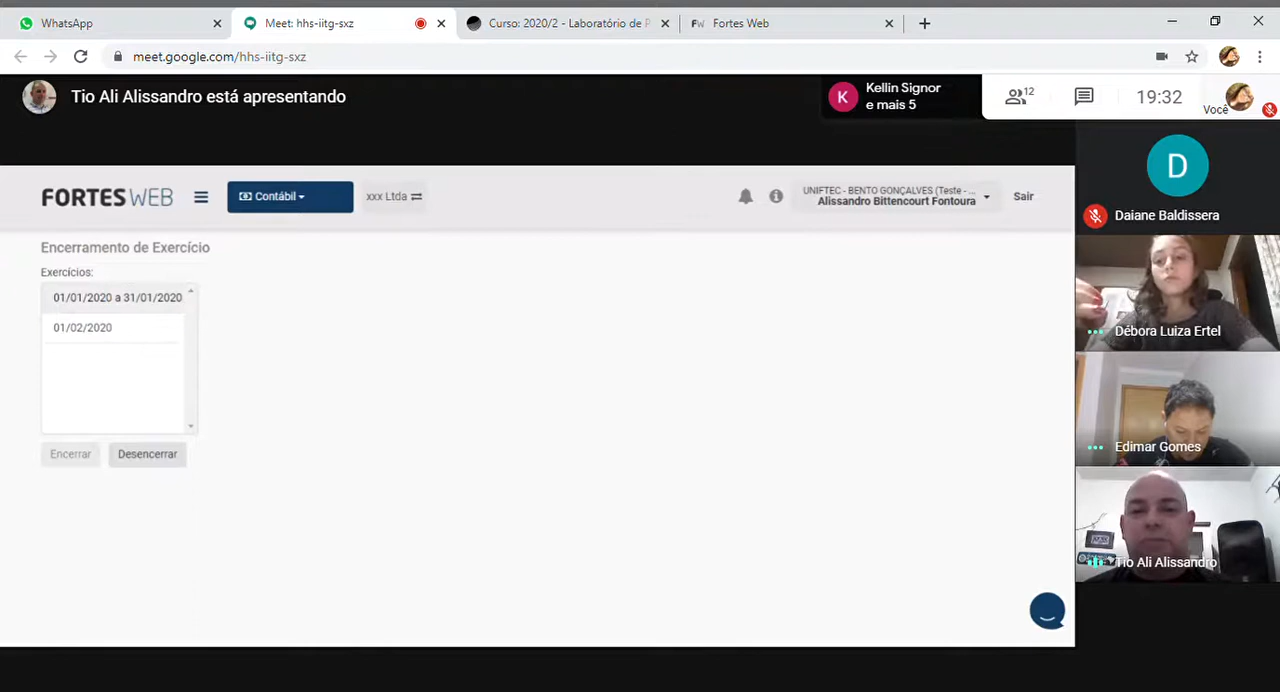 WhatsApp
Meet: hhs-iitg-sxz
Curso: 2020/2 - Laboratório de P
FW Fortes Web
meet.google.com/hhs-iitg-sxz
Tio Ali Alissandro está apresentando
K
Kellin Signor
e mais 5
12
19:32
Você
FORTES WEB
Contábil
xxx Ltda
UNIFTEC - BENTO GONÇALVES (Teste - ...
Alissandro Bittencourt Fontoura
Sair
D
Daiane Baldissera
Encerramento de Exercício
Exercícios:
01/01/2020 a 31/01/2020
01/02/2020
Encerrar
Desencerrar
Débora Luiza Ertel
Edimar Gomes
Tio Ali Alissandro